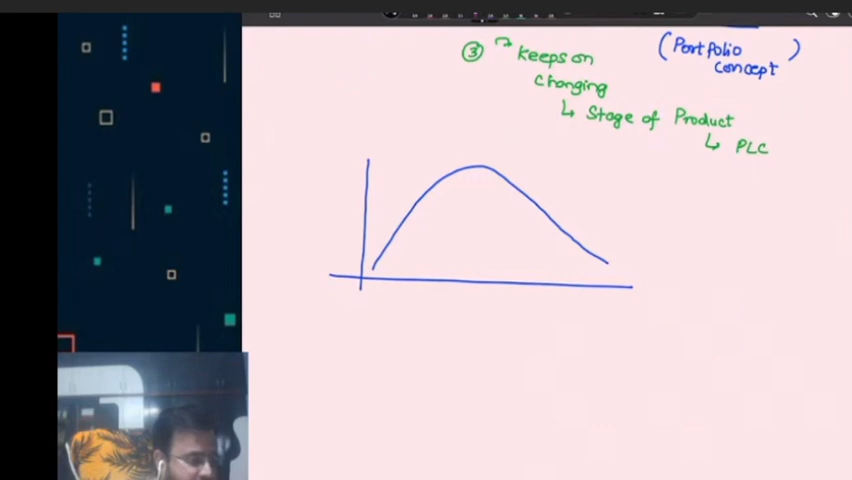 (Portfolio
concept)
③ Keeps on
changing
↳ Stage of Product
↳ PLC